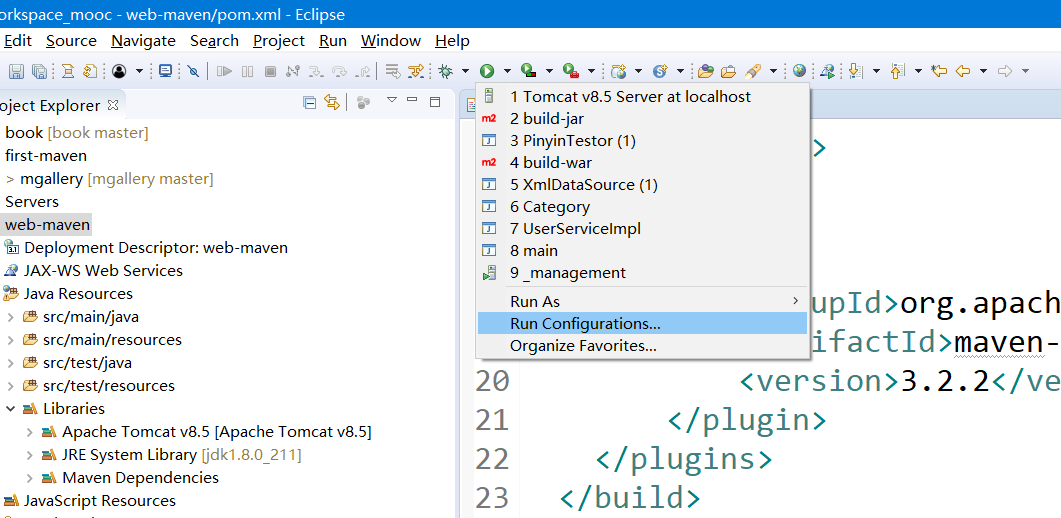 orkspace_mooc - web-maven/pom.xml - Eclipse
Edit Source Navigate Search Project Run Window Help
oject Explorer
book [book master]
first-maven
> mgallery [mgallery master]
Servers
web-maven
Deployment Descriptor: web-maven
JAX-WS Web Services
Java Resources
src/main/java
src/main/resources
src/test/java
src/test/resources
Libraries
Apache Tomcat v8.5 [Apache Tomcat v8.5]
JRE System Library [jdk1.8.0_211]
Maven Dependencies
JavaScript Resources
1 Tomcat v8.5 Server at localhost
m2 2 build-jar
3 PinyinTestor (1)
m2 4 build-war
5 XmlDataSource (1)
6 Category
7 UserServiceImpl
8 main
9 _management
Run As
Run Configurations...
Organize Favorites...
>
upId>org.apach
ifactId>maven-
20 <version>3.2.2</ve
21 </plugin>
22 </plugins>
23 </build>